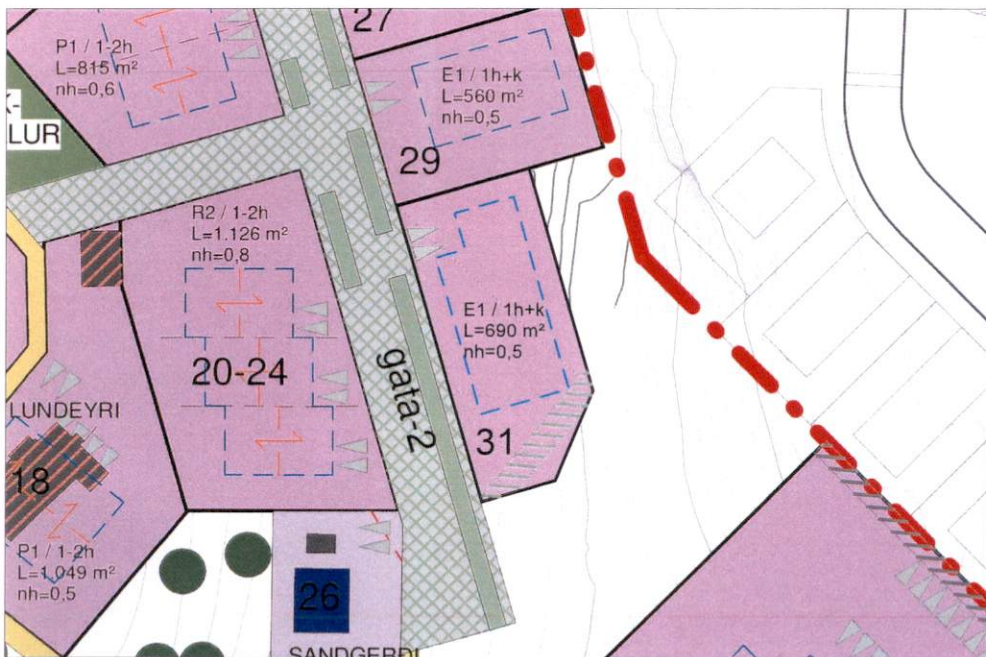 27
P1 / 1-2h
L=815 m²
nh=0,6
E1 / 1h+k
L=560 m²
nh=0,5
LUR
29
R2 / 1-2h
L=1.126 m²
nh=0,8
E1 / 1h+k
L=690 m²
nh=0,5
20-24
gata-2
LUNDEYRI
31
18
P1 / 1-2h
L=1.049 m²
nh=0,5
26
SANDGERÐI